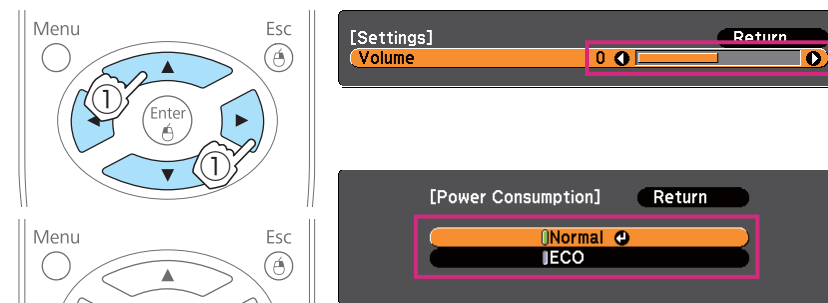 Menu
Esc
1
Enter
1
[Settings]
Return
Volume
0
[Power Consumption]
Return
Normal
ECO
Menu
Esc